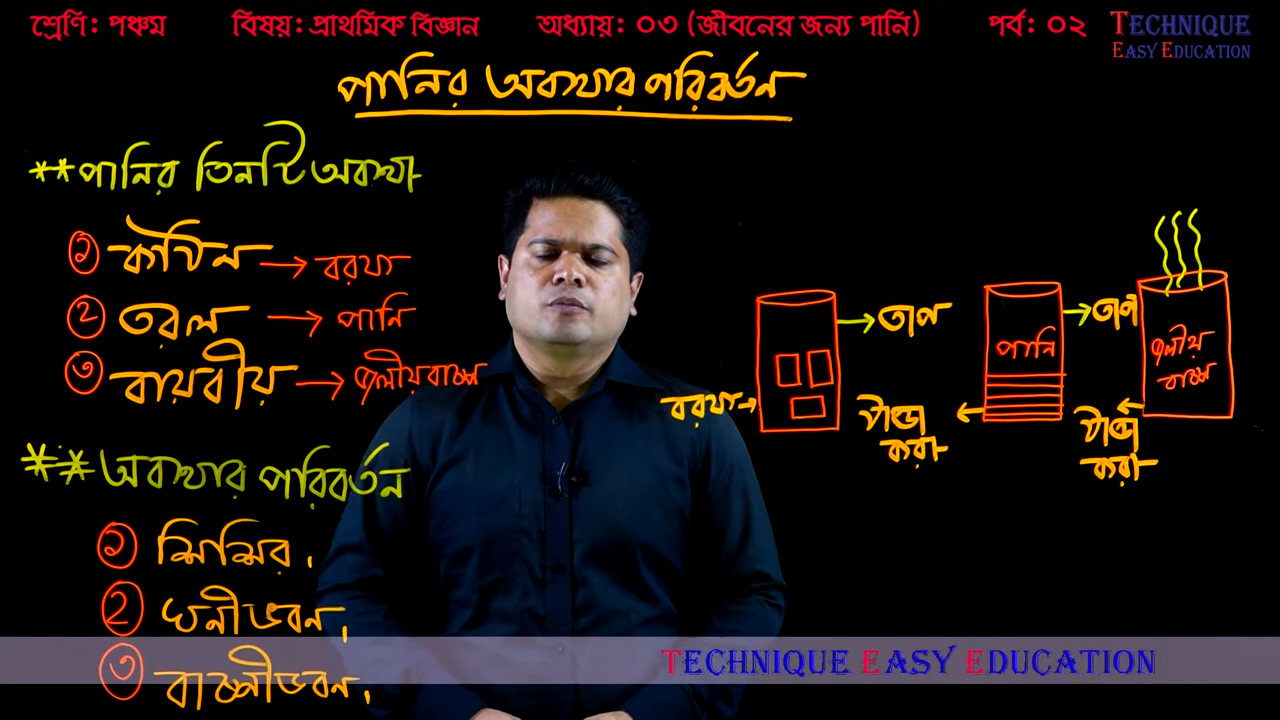 শ্রেণি: পঞ্চম বিষয়: প্রাথমিক বিজ্ঞান অধ্যায়: ০৩ (জীবনের জন্য পানি) পর্ব: ০২
TECHNIQUE
EASY EDUCATION
পানির অবস্থার পরিবর্তন
**পানির তিনটি অবস্থা
১ কঠিন → বরফ
২ তরল → পানি
৩ বায়বীয় → জলীয় বাষ্প
**অবস্থার পরিবর্তন
১ শিশির,
২ ঘনীভবন,
৩ বাষ্পীভবন,
বরফ →
→ তাপ
ঠান্ডা
করা
←
পানি
→ তাপ
ঠান্ডা
করা
←
জলীয়
বাষ্প
TECHNIQUE EASY EDUCATION